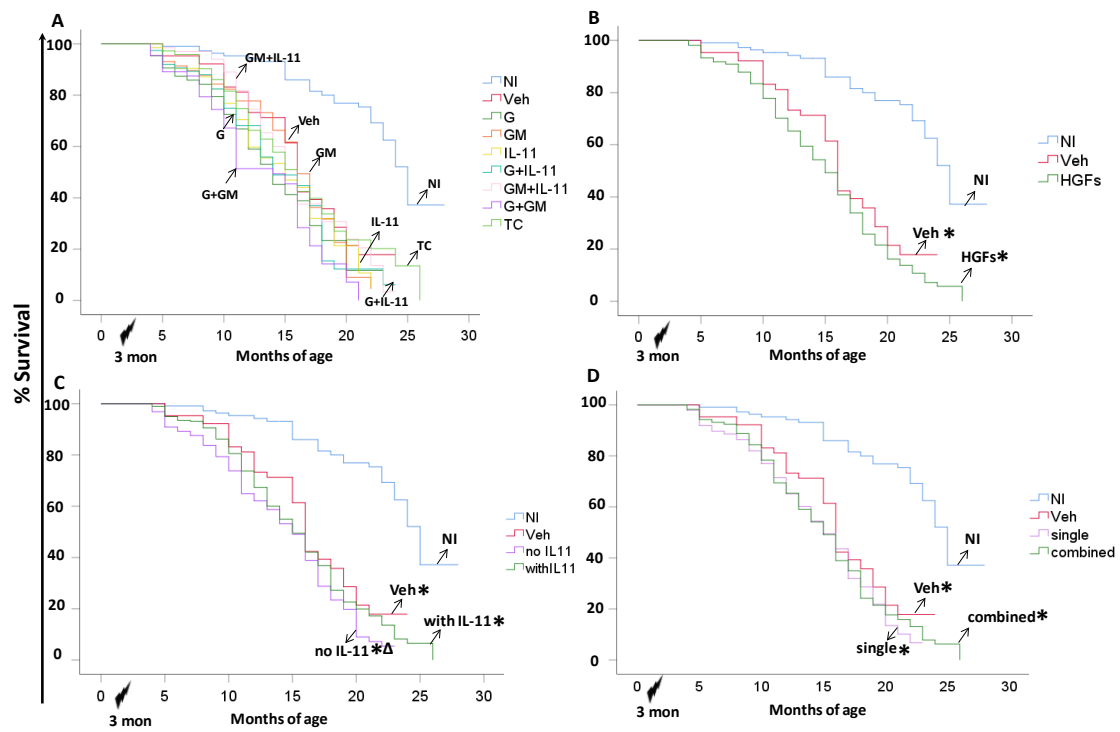 % Survival
A
100
80
60
40
20
0
0 5 10 15 20 25 30
3 mon
Months of age
GM+IL-11
G
Veh
GM
G+GM
NI
IL-11
TC
G+IL-11
NI
Veh
G
GM
IL-11
G+IL-11
GM+IL-11
G+GM
TC
B
100
80
60
40
20
0
0 5 10 15 20 25 30
3 mon
Months of age
NI
Veh *
HGFs*
NI
Veh
HGFs
C
100
80
60
40
20
0
0 5 10 15 20 25 30
3 mon
Months of age
NI
Veh*
with IL-11*
no IL-11*Δ
NI
Veh
no IL11
withIL11
D
100
80
60
40
20
0
0 5 10 15 20 25 30
3 mon
Months of age
NI
Veh*
combined*
single*
NI
Veh
single
combined